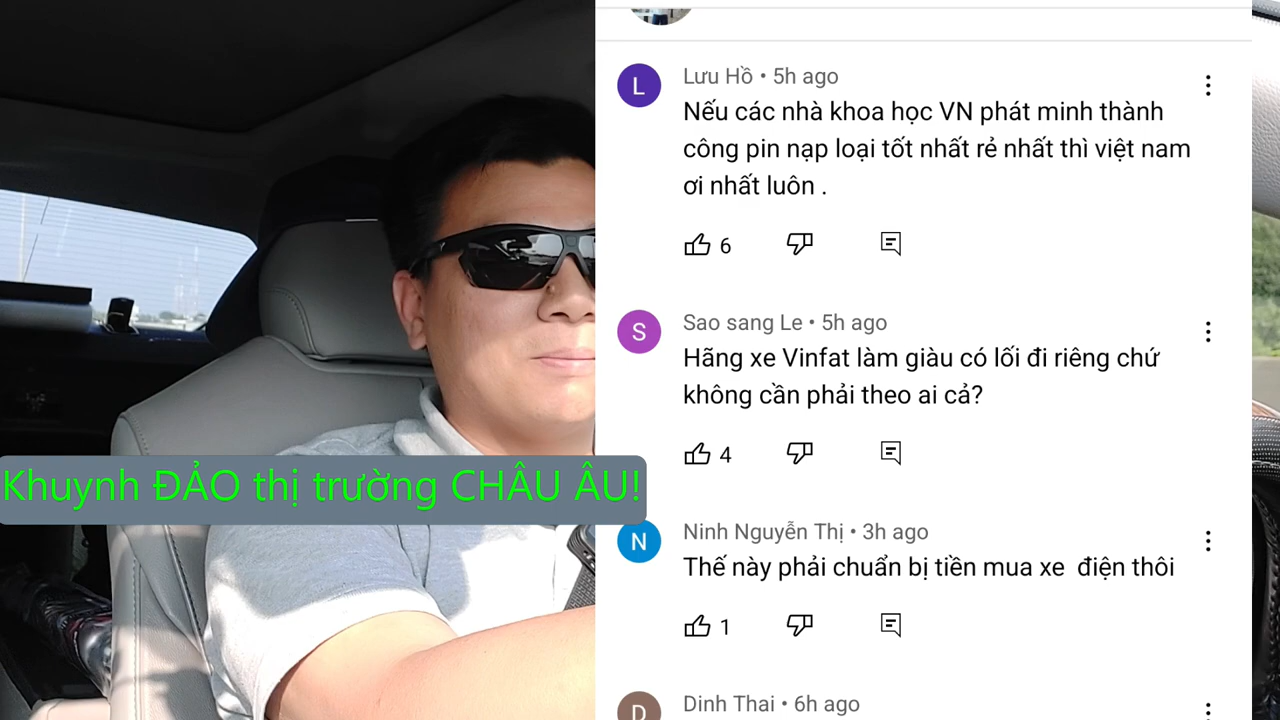 L
Lưu Hồ • 5h ago
Nếu các nhà khoa học VN phát minh thành
công pin nạp loại tốt nhất rẻ nhất thì việt nam
ơi nhất luôn .
6
S
Sao sang Le • 5h ago
Hãng xe Vinfat làm giàu có lối đi riêng chứ
không cần phải theo ai cả?
4
Khuynh ĐẢO thị trường CHÂU ÂU!
N
Ninh Nguyễn Thị • 3h ago
Thế này phải chuẩn bị tiền mua xe  điện thôi
1
D
Dinh Thai • 6h ago